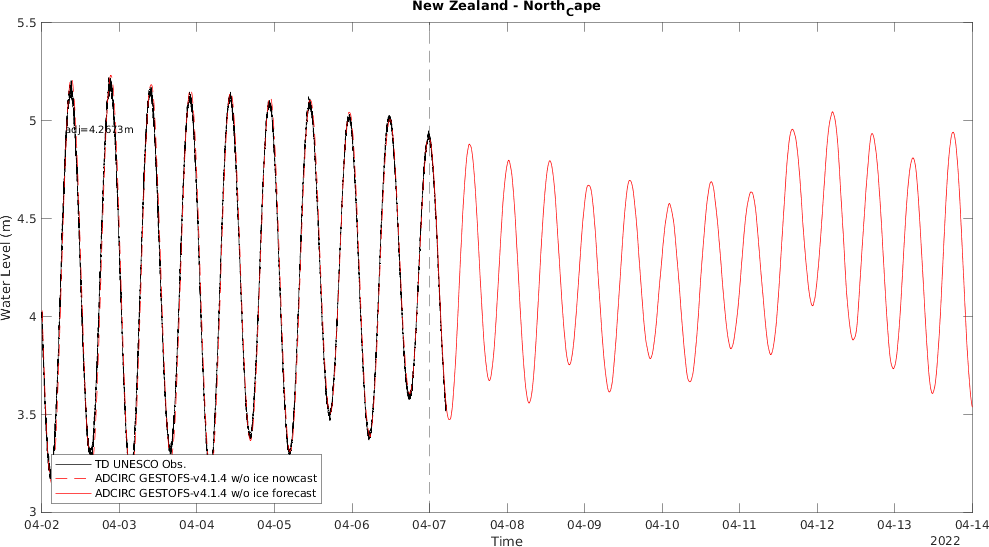 New Zealand - NorthCape
5.5
5
4.5
4
3.5
3
Water Level (m)
adj=4.2673m
TD UNESCO Obs.
ADCIRC GESTOFS-v4.1.4 w/o ice nowcast
ADCIRC GESTOFS-v4.1.4 w/o ice forecast
04-02 04-03 04-04 04-05 04-06 04-07 04-08 04-09 04-10 04-11 04-12 04-13 04-14
Time
2022